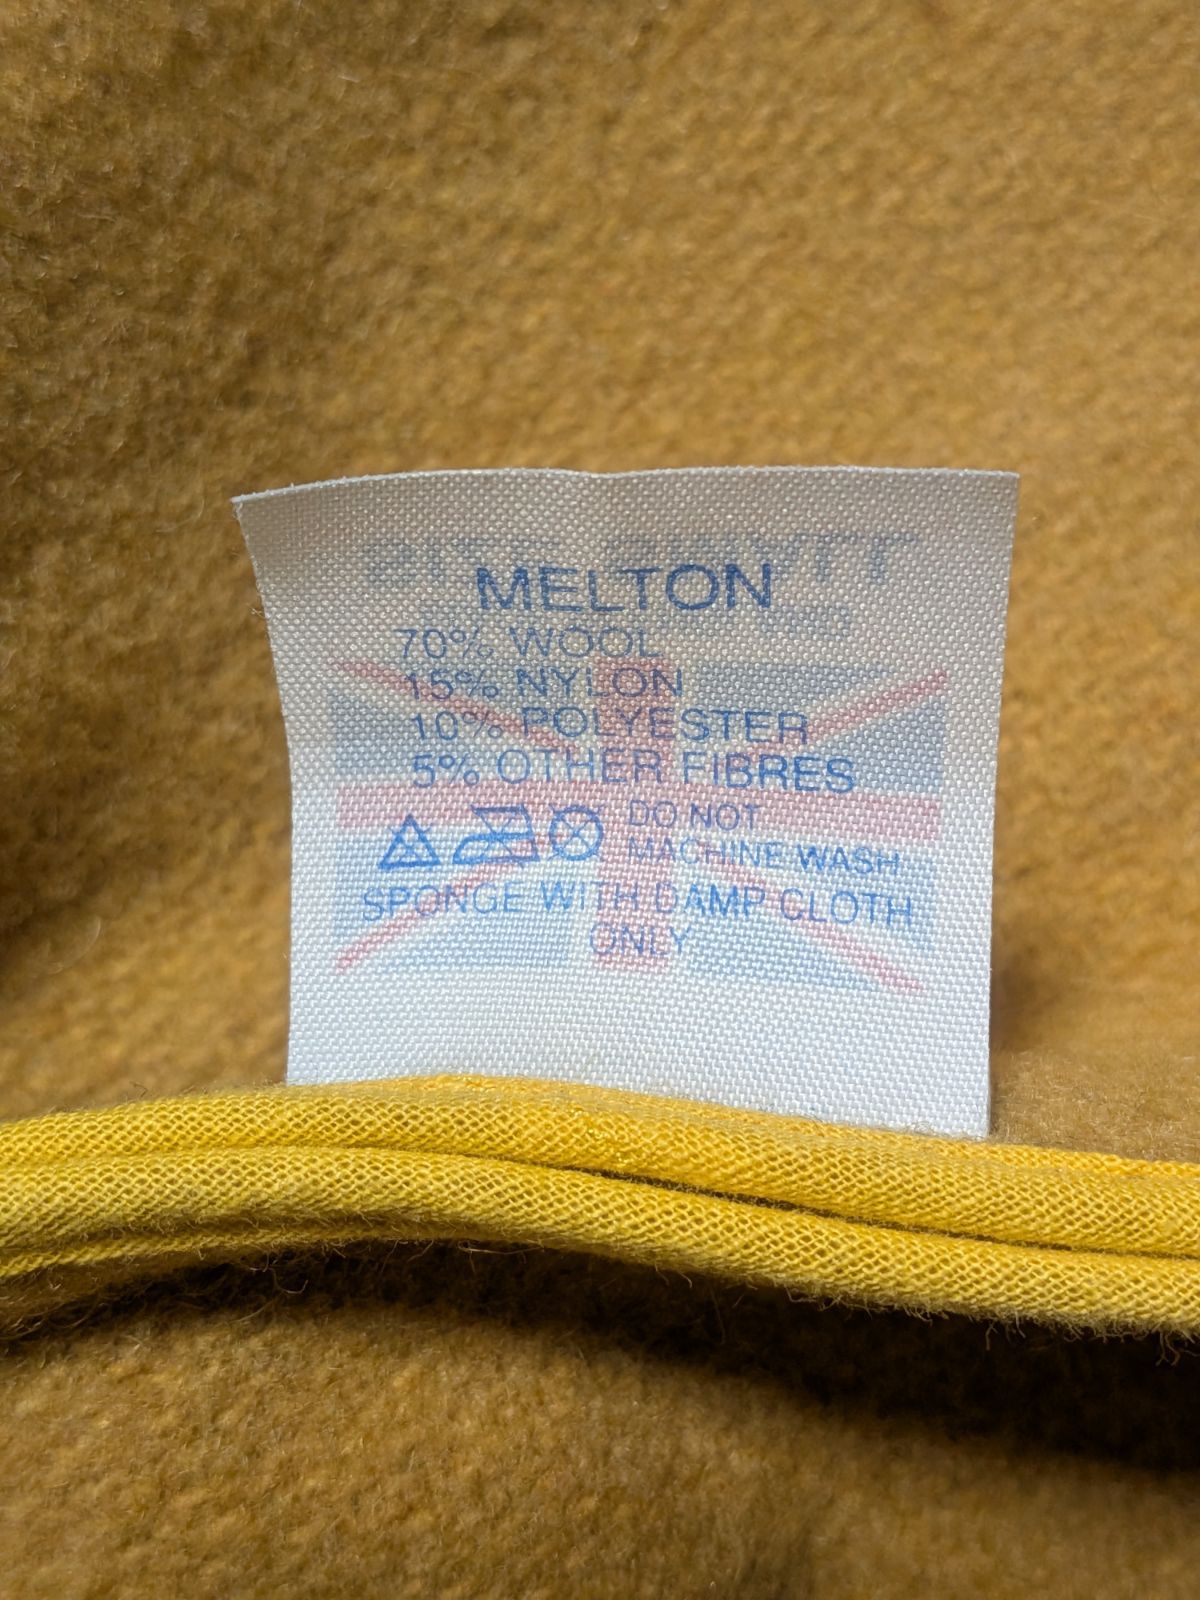 MELTON
70% WOOL
15% NYLON
10% POLYESTER
5% OTHER FIBRES
DO NOT
MACHINE WASH
SPONGE WITH DAMP CLOTH
ONLY